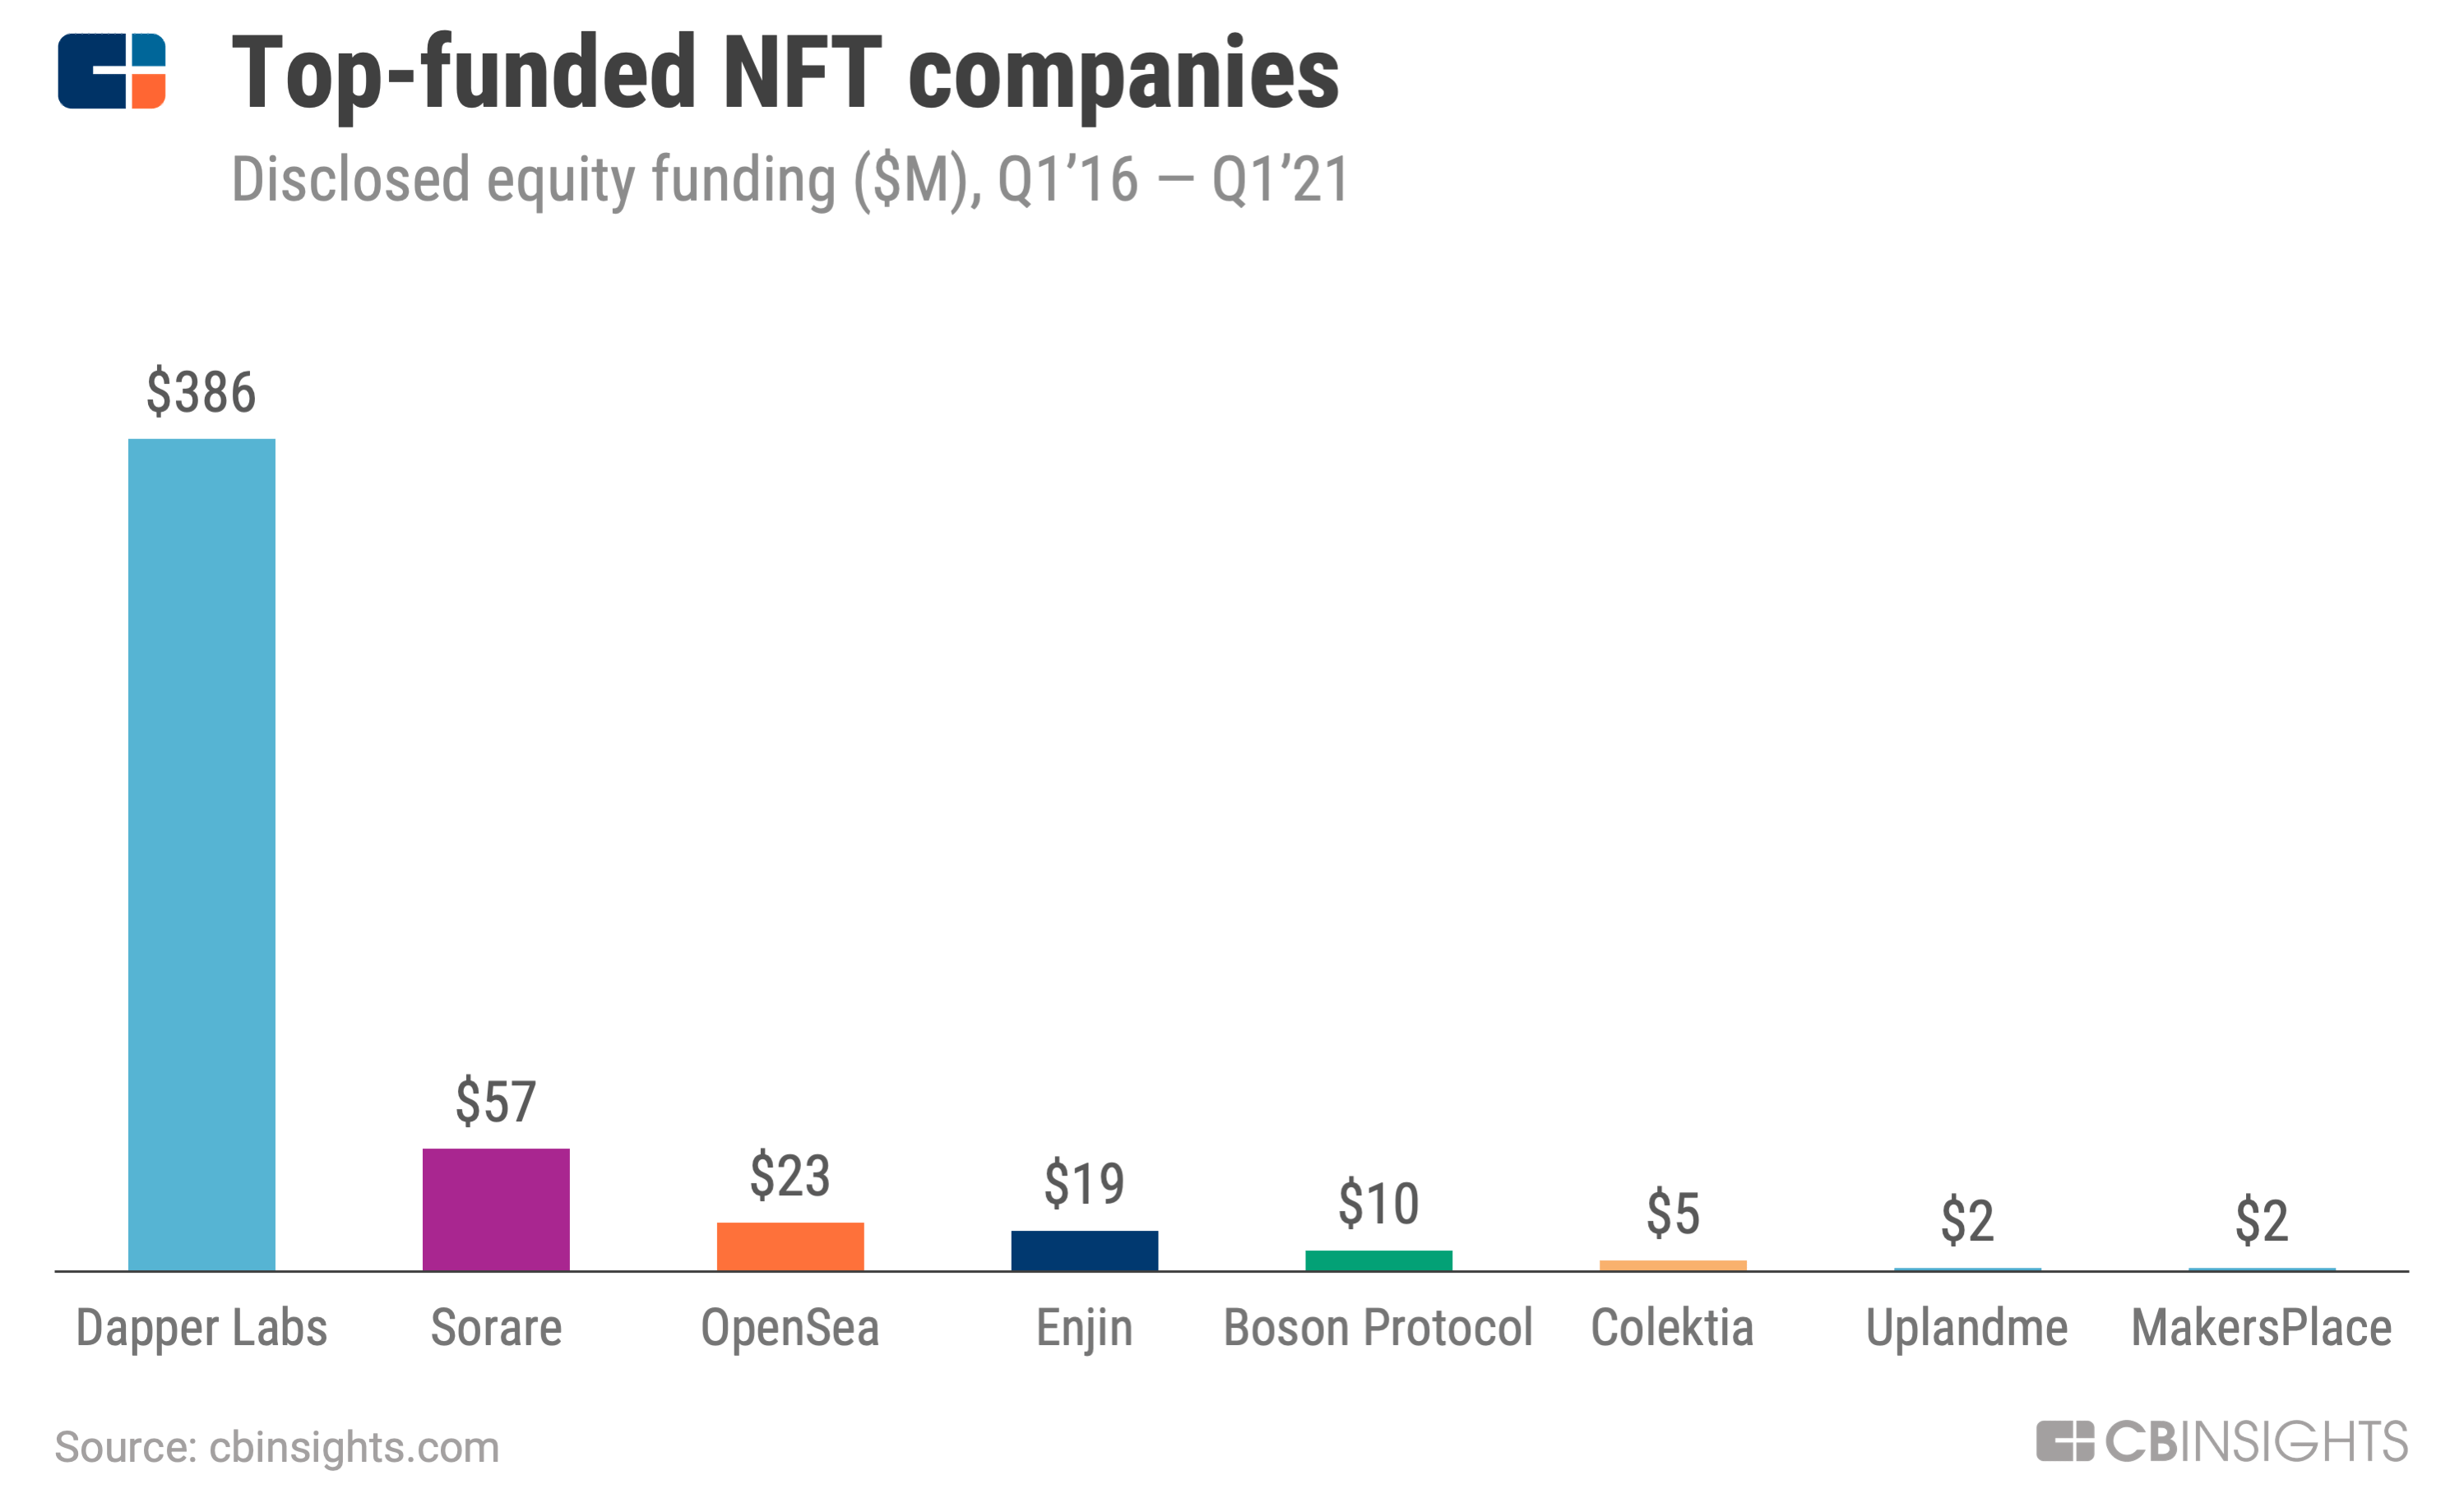 Top-funded NFT companies
Disclosed equity funding ($M), Q1’16 — Q1’21
$386
$57
$23
$19
$10
$5
$2
$2
Dapper Labs
Sorare
OpenSea
Enjin
Boson Protocol
Colektia
Uplandme
MakersPlace
Source: cbinsights.com
CBINSIGHTS